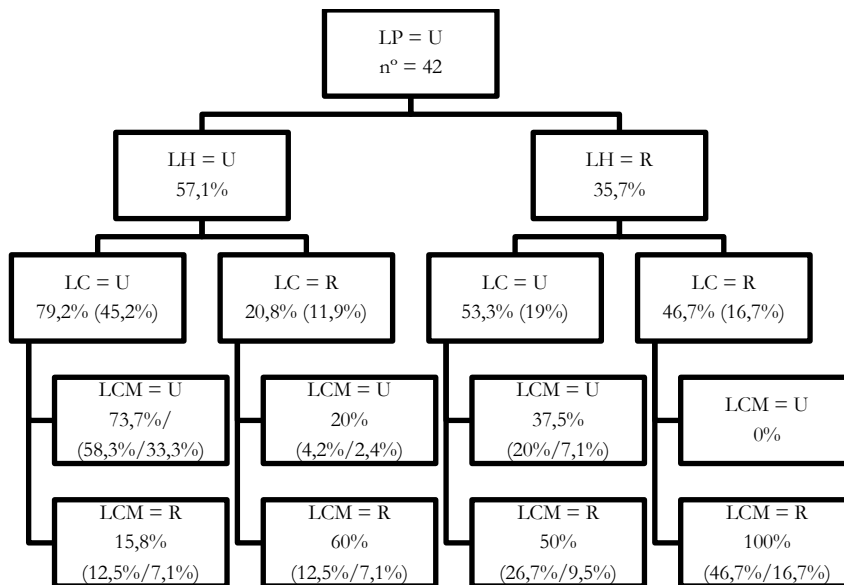 LP = U
nº = 42
LH = U
57,1%
LH = R
35,7%
LC = U
79,2% (45,2%)
LC = R
20,8% (11,9%)
LC = U
53,3% (19%)
LC = R
46,7% (16,7%)
LCM = U
73,7%/
(58,3%/33,3%)
LCM = U
20%
(4,2%/2,4%)
LCM = U
37,5%
(20%/7,1%)
LCM = U
0%
LCM = R
15,8%
(12,5%/7,1%)
LCM = R
60%
(12,5%/7,1%)
LCM = R
50%
(26,7%/9,5%)
LCM = R
100%
(46,7%/16,7%)